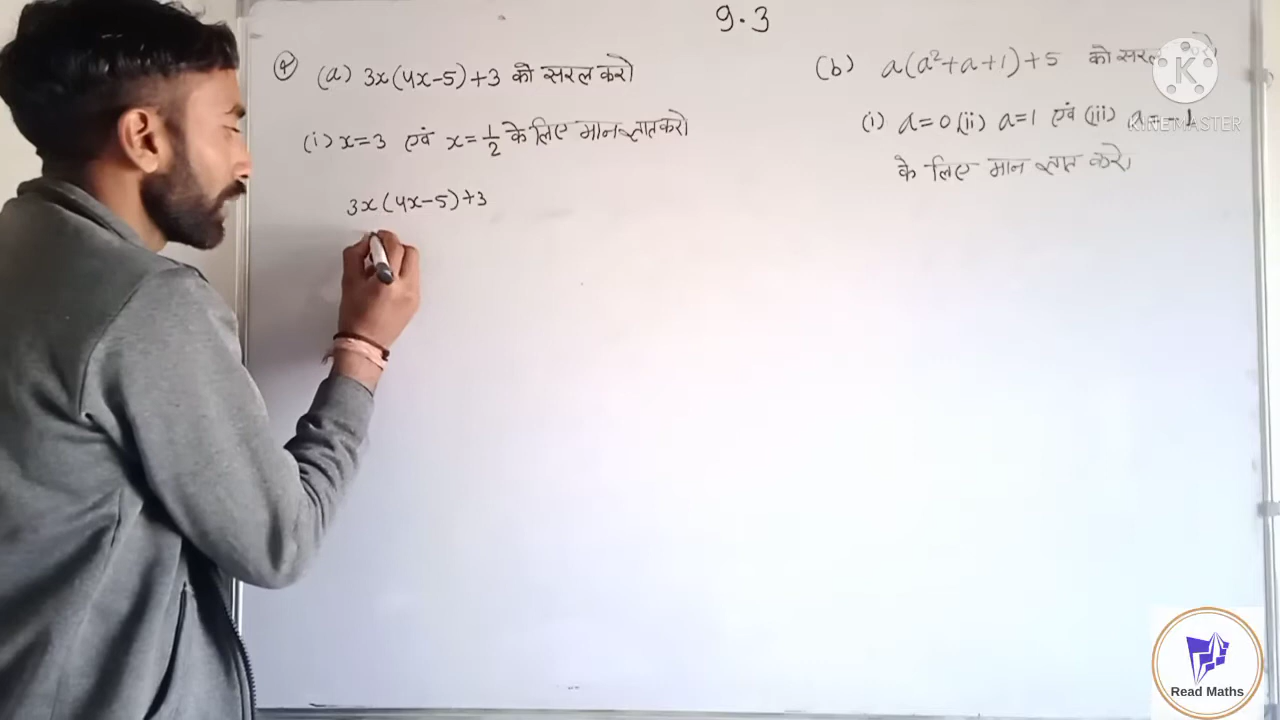 9.3
(a) 3x(4x-5)+3 को सरल करो
(i) x=3 एवं x=1/2 के लिए मान ज्ञात करो
3x(4x-5)+3
(b) a(a²+a+1)+5 को सरल
(i) a=0, (ii) a=1 एवं (iii) a=-1
के लिए मान ज्ञात करो।
KINEMASTER
K
Read Maths